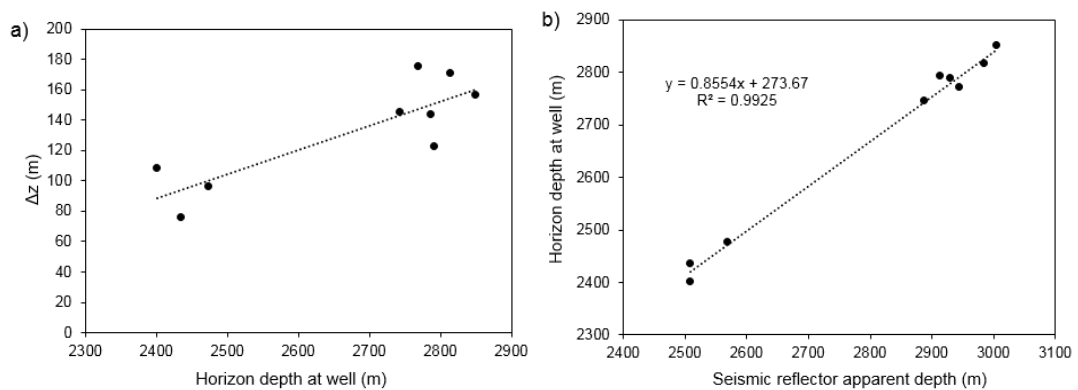 a)
Δz (m)
200
180
160
140
120
100
80
60
40
20
0
2300 2400 2500 2600 2700 2800 2900
Horizon depth at well (m)
b)
Horizon depth at well (m)
2900
2800
2700
2600
2500
2400
2300
y = 0.8554x + 273.67
R² = 0.9925
2400 2500 2600 2700 2800 2900 3000 3100
Seismic reflector apparent depth (m)